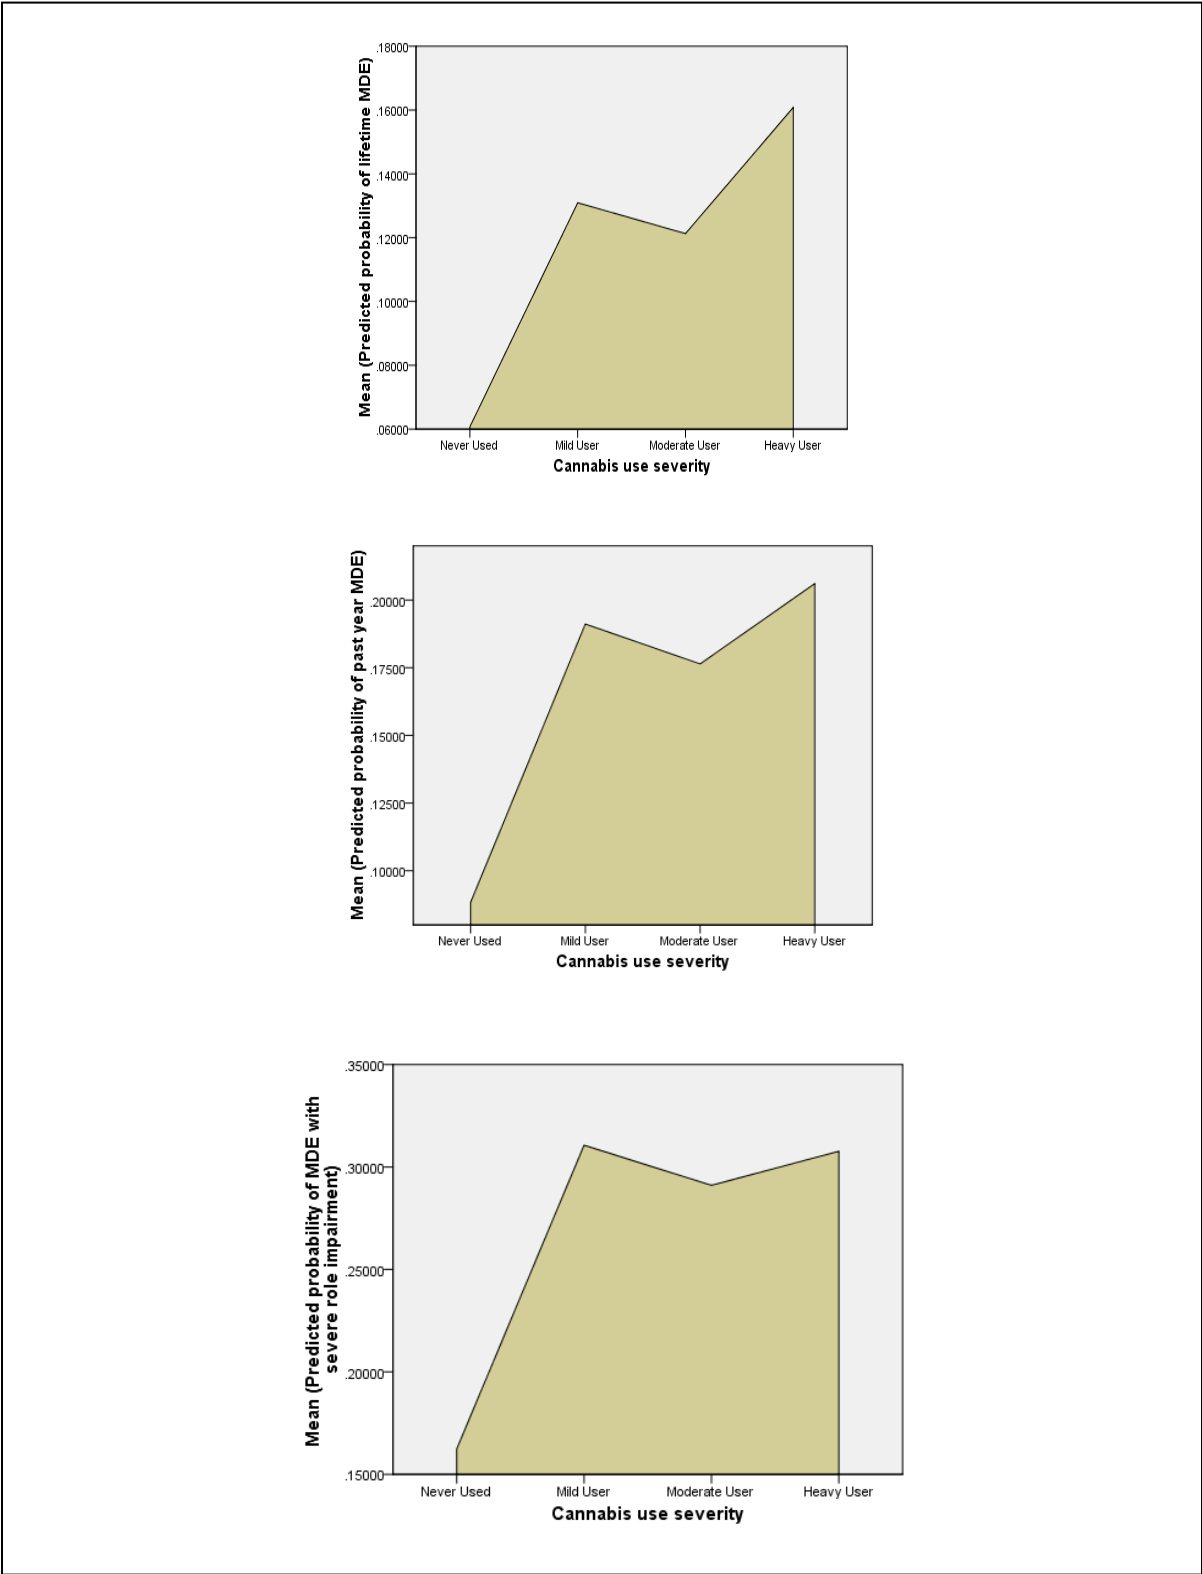 Mean (Predicted probability of lifetime MDE)
.18000
.16000
.14000
.12000
.10000
.08000
.06000
Never Used Mild User Moderate User Heavy User
Cannabis use severity
Mean (Predicted probability of past year MDE)
.20000
.17500
.15000
.12500
.10000
Never Used Mild User Moderate User Heavy User
Cannabis use severity
Mean (Predicted probability of MDE with
severe role impairment)
.35000
.30000
.25000
.20000
.15000
Never Used Mild User Moderate User Heavy User
Cannabis use severity